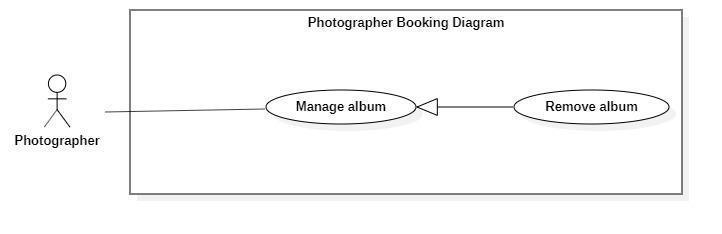 Photographer Booking Diagram
Photographer
Manage album
Remove album